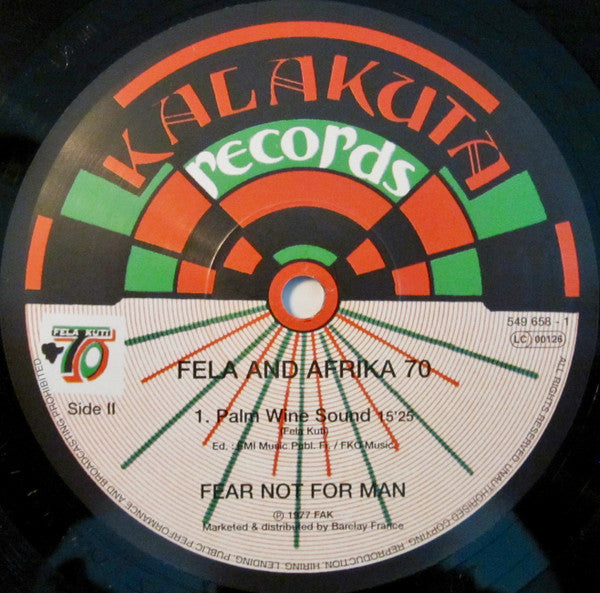 KALAKUTA
records
549 658 - 1
LC 00126
FELA KUTI
70
FELA AND AFRIKA 70
Side II
1. Palm Wine Sound 15'25
(Fela Kuti)
Ed. : EMI Music Publ. Fr. / FKO Music
FEAR NOT FOR MAN
℗ 1977 FAK
Marketed & distributed by Barclay France
ALL RIGHTS RESERVED. UNAUTHORISED COPYING, REPRODUCTION, HIRING, LENDING, PUBLIC PERFORMANCE AND BROADCASTING PROHIBITED